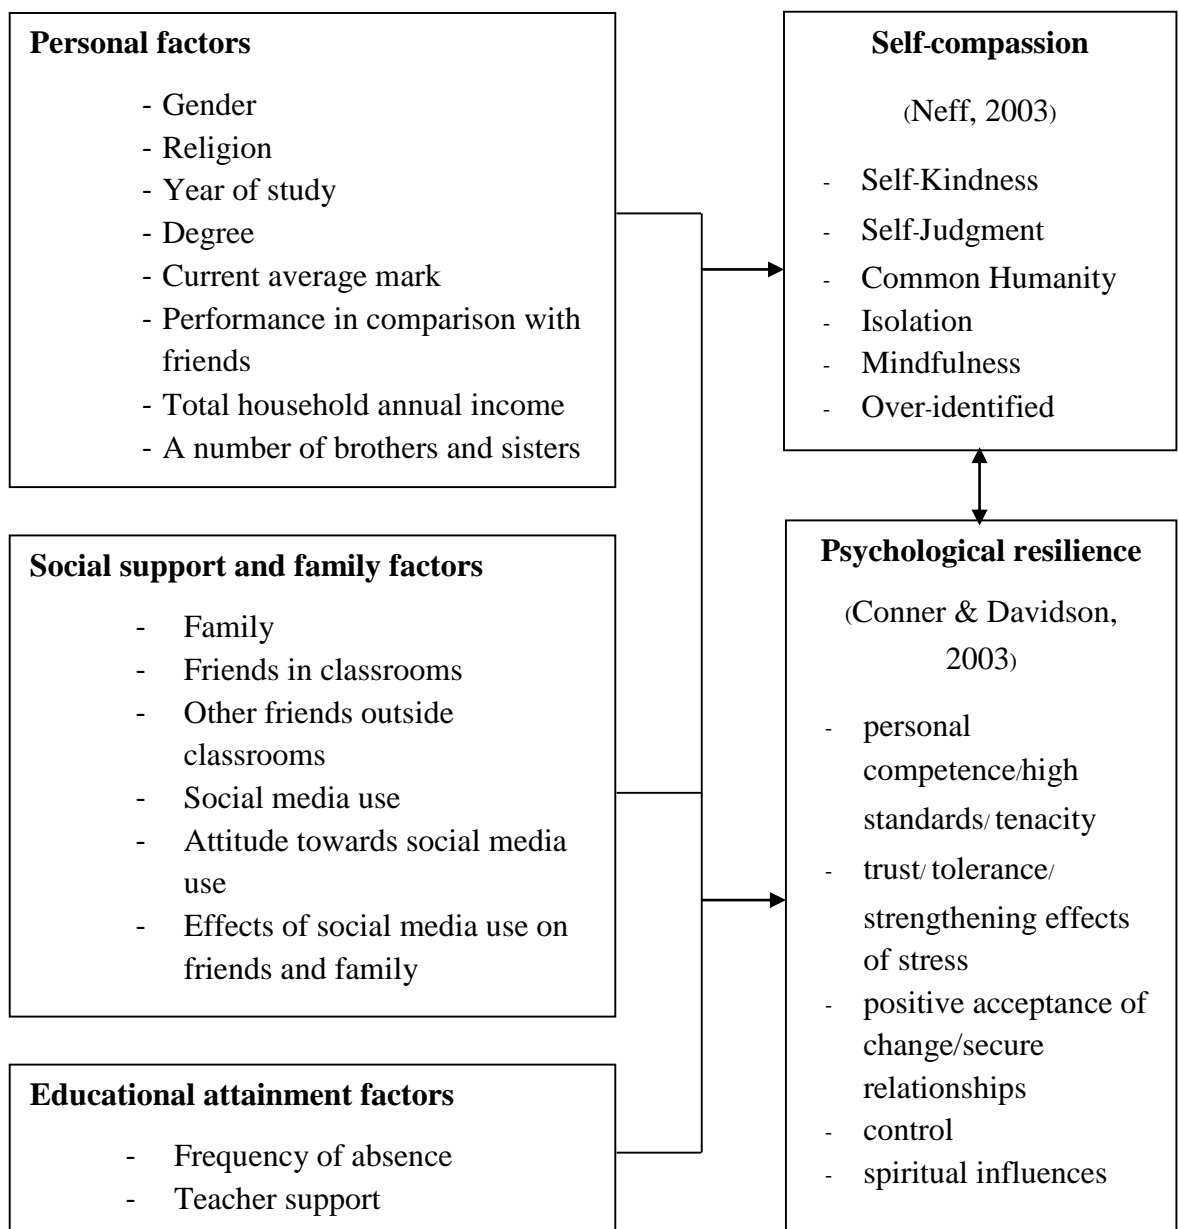 Personal factors
- Gender
- Religion
- Year of study
- Degree
- Current average mark
- Performance in comparison with
friends
- Total household annual income
- A number of brothers and sisters
Social support and family factors
- Family
- Friends in classrooms
- Other friends outside
classrooms
- Social media use
- Attitude towards social media
use
- Effects of social media use on
friends and family
Educational attainment factors
- Frequency of absence
- Teacher support
Self-compassion
(Neff, 2003)
- Self-Kindness
- Self-Judgment
- Common Humanity
- Isolation
- Mindfulness
- Over-identified
Psychological resilience
(Conner & Davidson,
2003)
- personal
competence/high
standards/ tenacity
- trust/ tolerance/
strengthening effects
of stress
- positive acceptance of
change/secure
relationships
- control
- spiritual influences